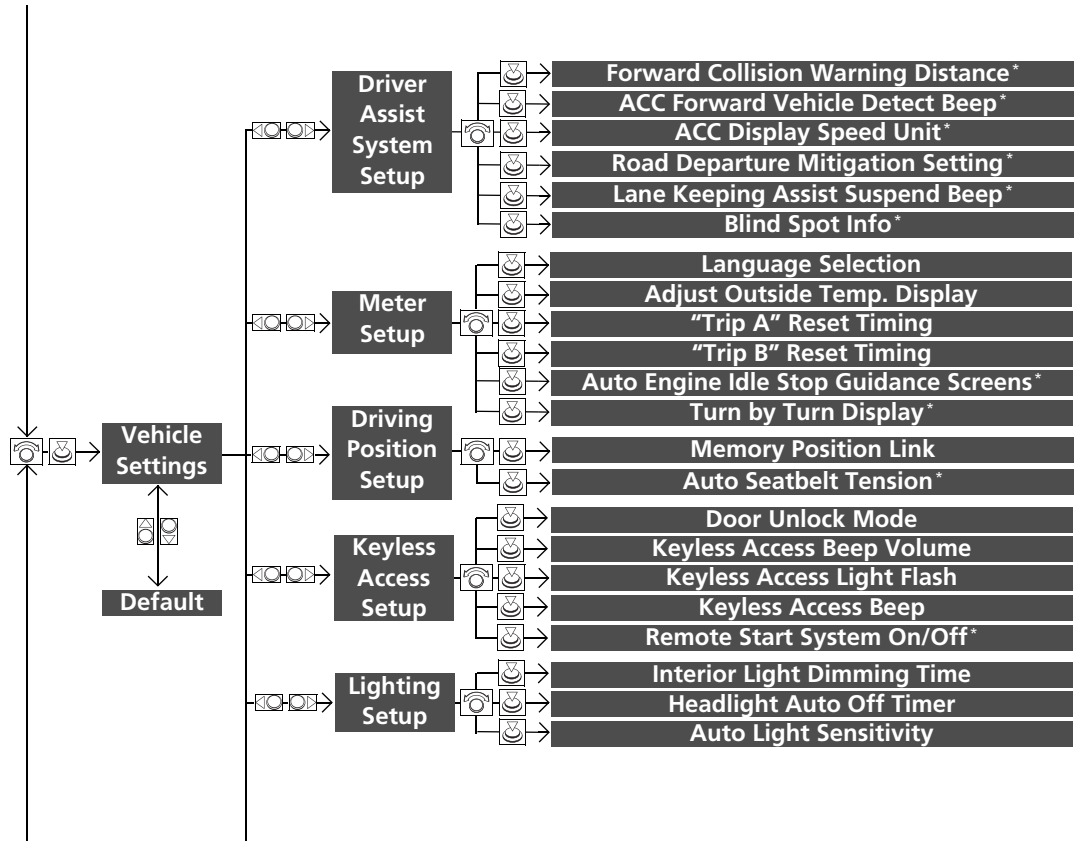 Driver
Assist
System
Setup
Forward Collision Warning Distance*
ACC Forward Vehicle Detect Beep*
ACC Display Speed Unit*
Road Departure Mitigation Setting*
Lane Keeping Assist Suspend Beep*
Blind Spot Info*
Meter
Setup
Language Selection
Adjust Outside Temp. Display
“Trip A” Reset Timing
“Trip B” Reset Timing
Auto Engine Idle Stop Guidance Screens*
Turn by Turn Display*
Vehicle
Settings
Default
Driving
Position
Setup
Memory Position Link
Auto Seatbelt Tension*
Keyless
Access
Setup
Door Unlock Mode
Keyless Access Beep Volume
Keyless Access Light Flash
Keyless Access Beep
Remote Start System On/Off*
Lighting
Setup
Interior Light Dimming Time
Headlight Auto Off Timer
Auto Light Sensitivity